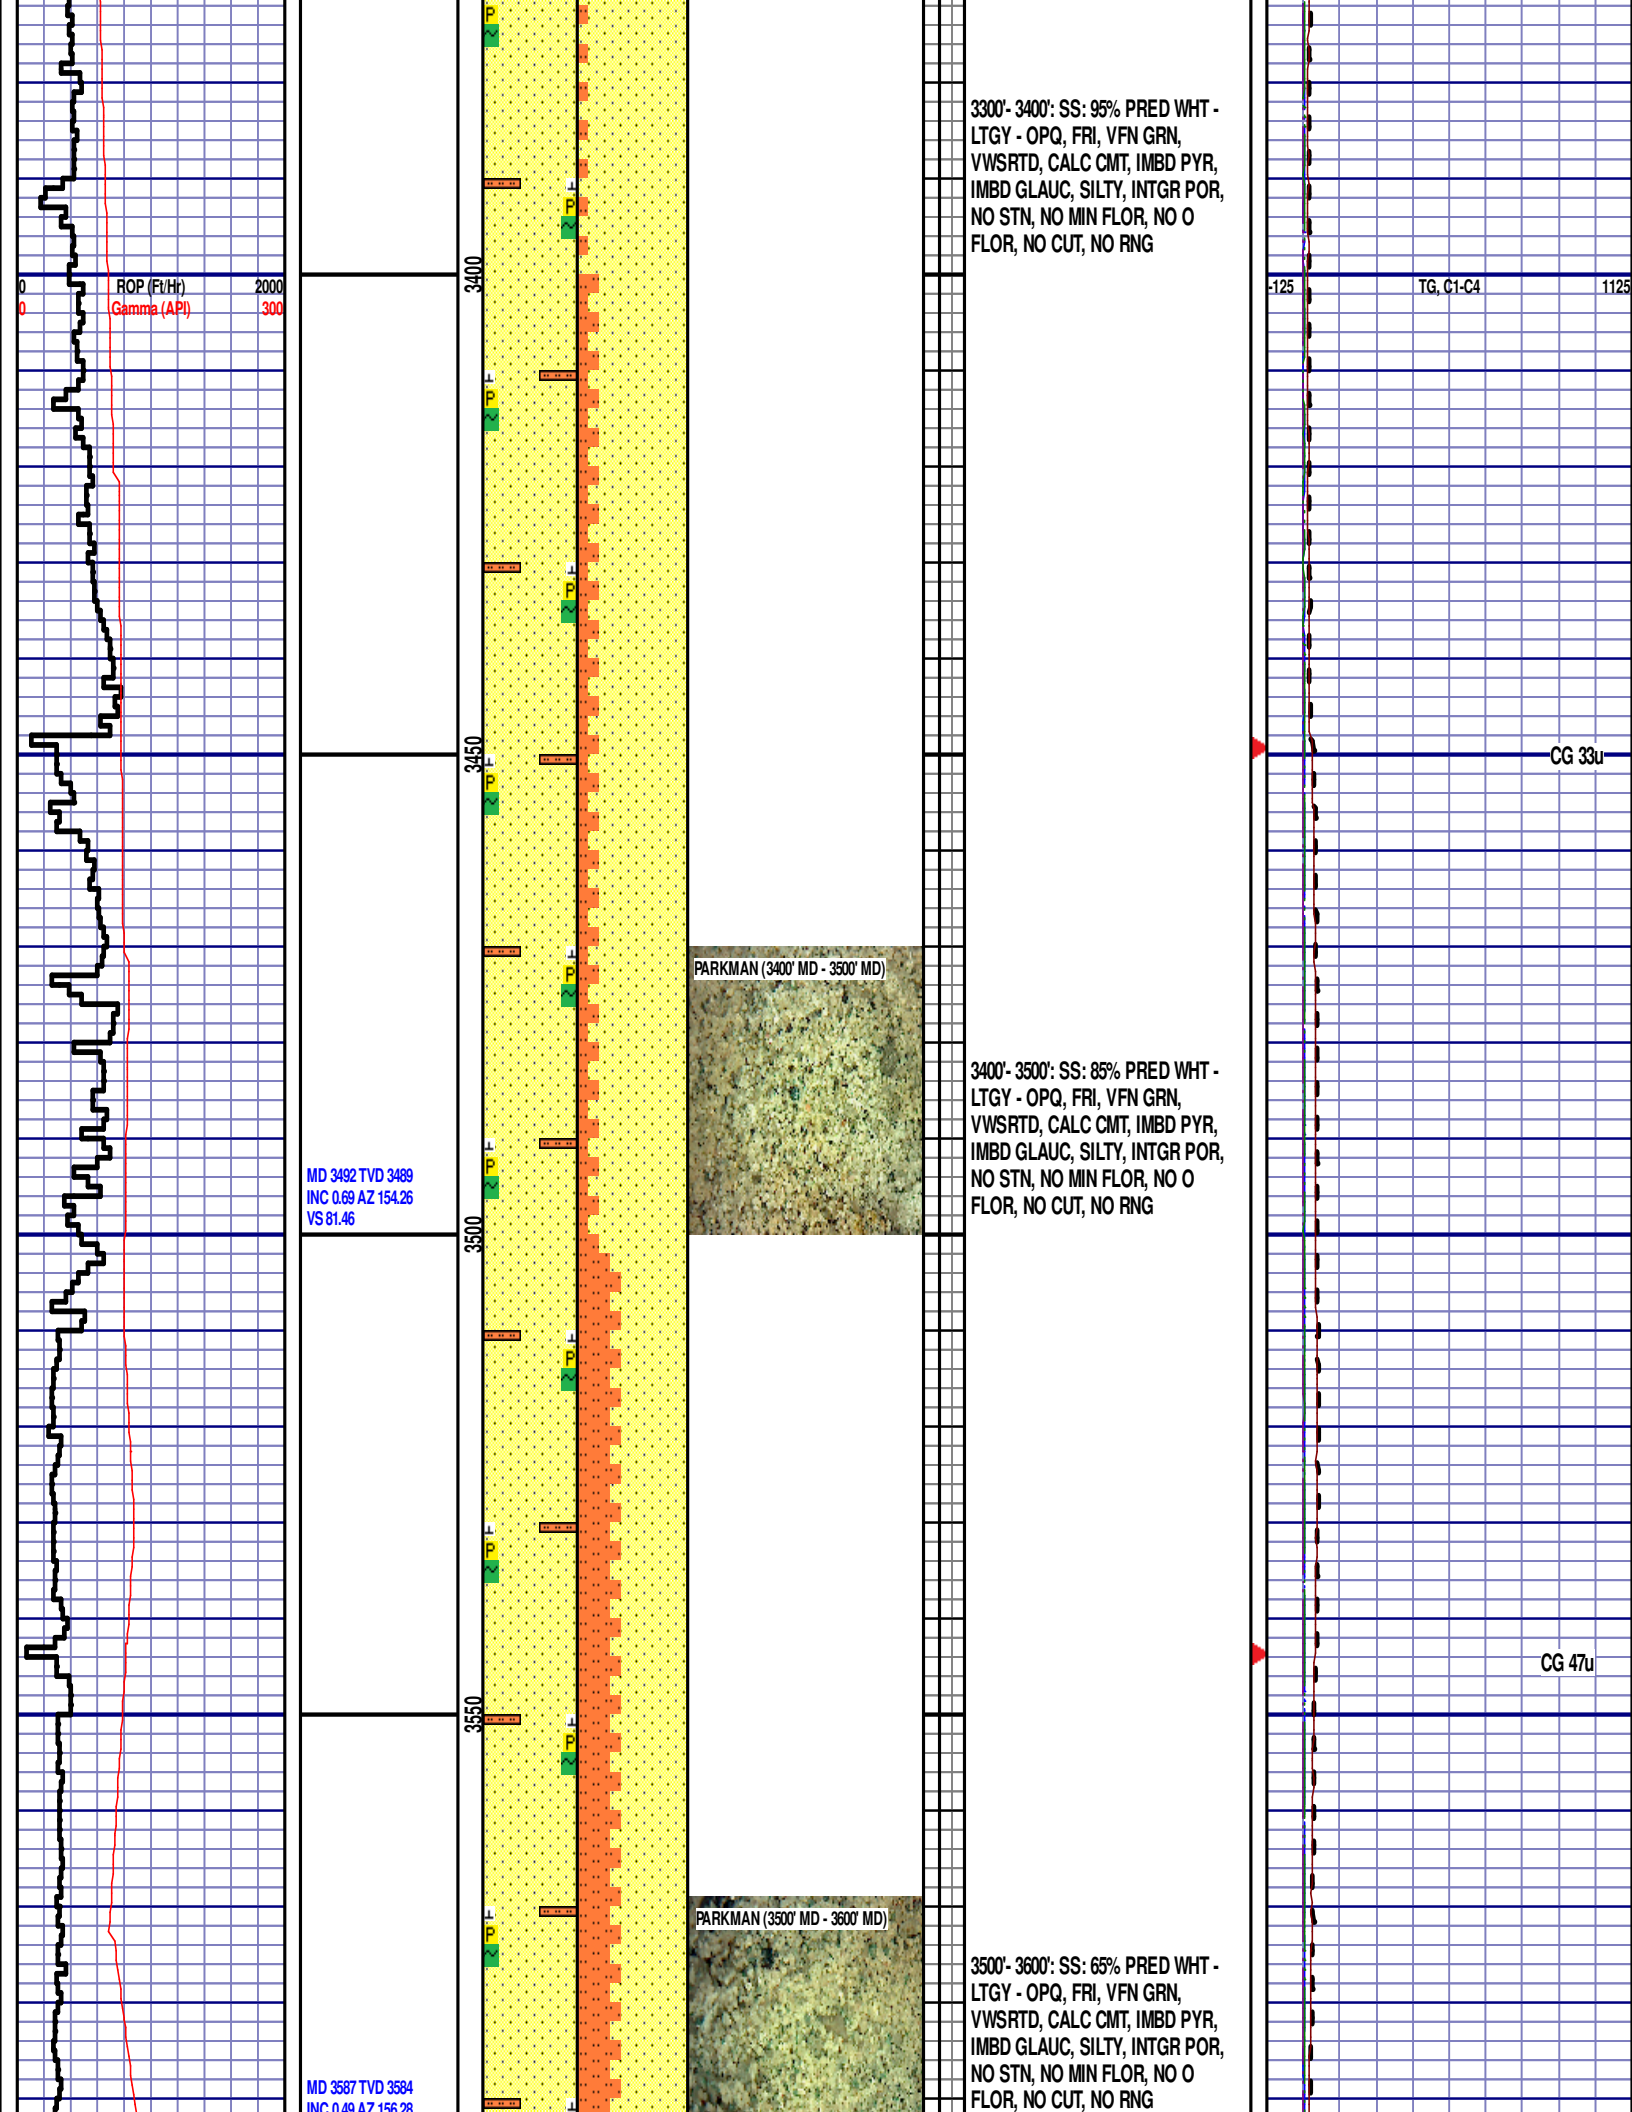 P
3300'- 3400': SS: 95% PRED WHT -
LTGY - OPQ, FRI, VFN GRN,
VWSRTD, CALC CMT, IMBD PYR,
IMBD GLAUC, SILTY, INTGR POR,
NO STN, NO MIN FLOR, NO O
FLOR, NO CUT, NO RNG
P
3400
0 ROP (Ft/Hr) 2000
0 Gamma (API) 300
-125 TG, C1-C4 1125
P
P
3450
CG 33u
P
PARKMAN (3400' MD - 3500' MD)
P
3400'- 3500': SS: 85% PRED WHT -
LTGY - OPQ, FRI, VFN GRN,
VWSRTD, CALC CMT, IMBD PYR,
IMBD GLAUC, SILTY, INTGR POR,
NO STN, NO MIN FLOR, NO O
FLOR, NO CUT, NO RNG
P
MD 3492 TVD 3489
INC 0.69 AZ 154.26
VS 81.46
3500
P
P
CG 47u
3550
P
PARKMAN (3500' MD - 3600' MD)
P
3500'- 3600': SS: 65% PRED WHT -
LTGY - OPQ, FRI, VFN GRN,
VWSRTD, CALC CMT, IMBD PYR,
IMBD GLAUC, SILTY, INTGR POR,
NO STN, NO MIN FLOR, NO O
FLOR, NO CUT, NO RNG
MD 3587 TVD 3584
INC 0.49 AZ 156.28